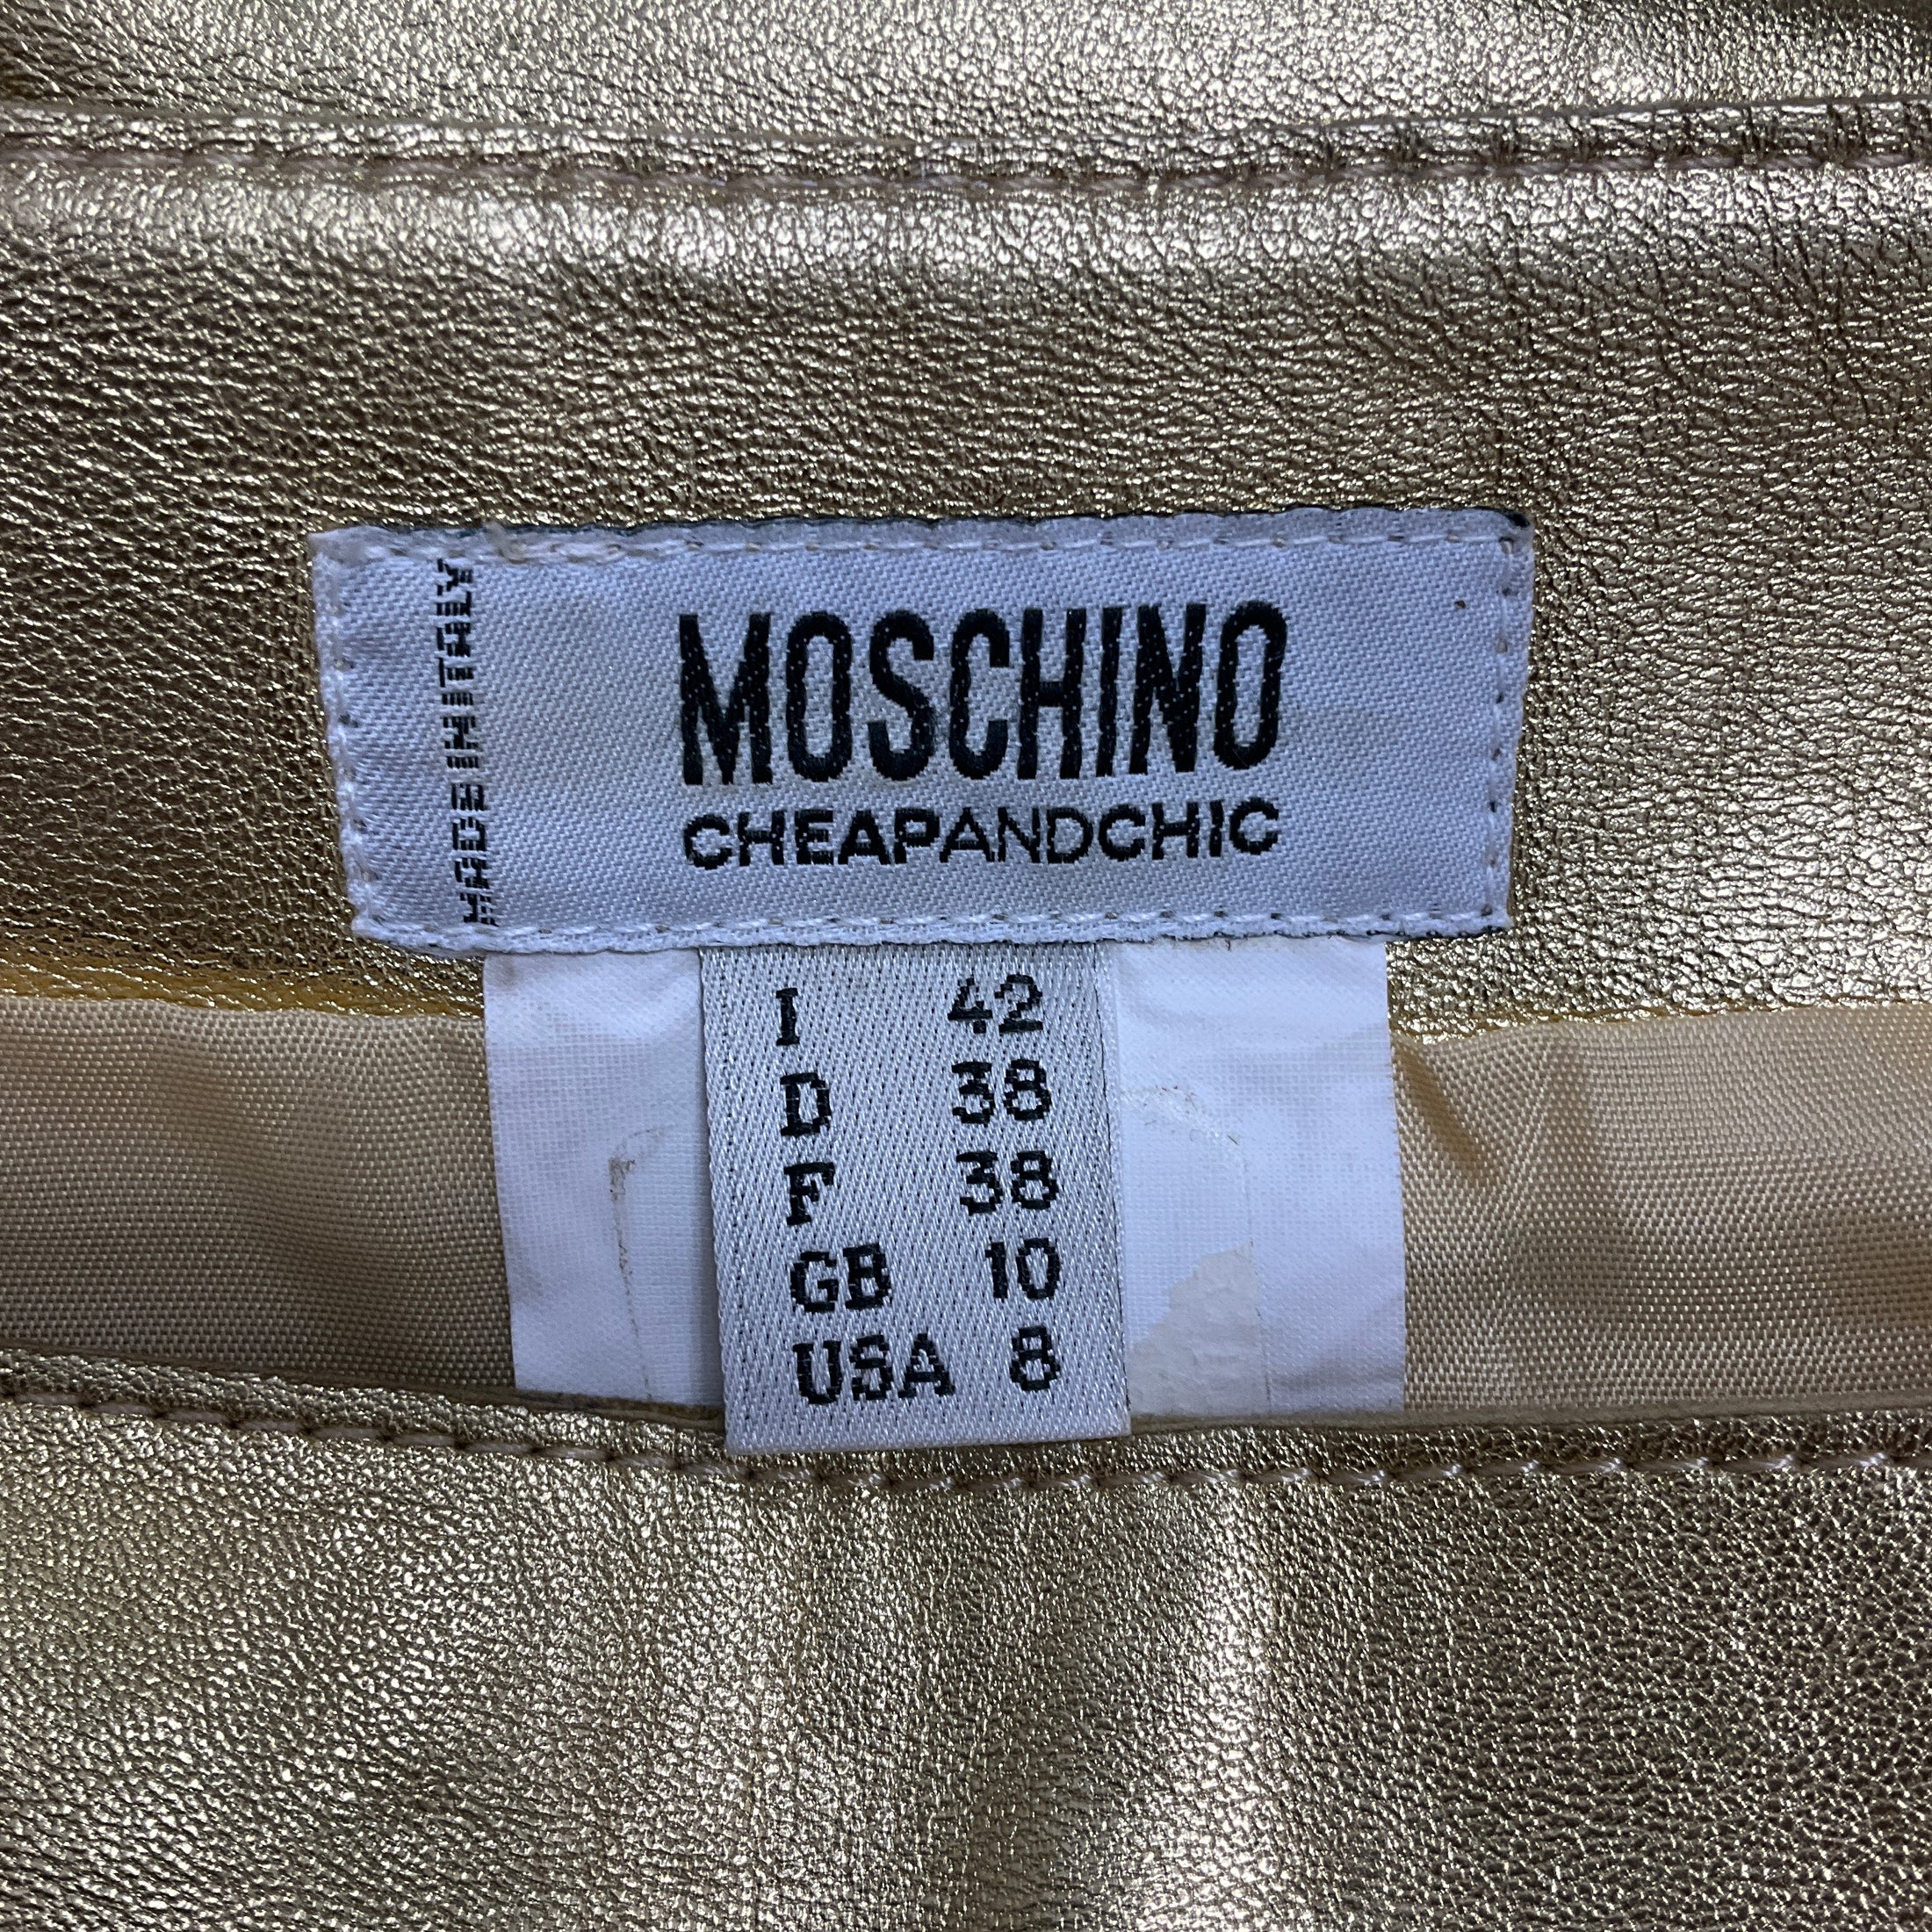 MADE IN ITALY
MOSCHINO
CHEAPANDCHIC
I 42
D 38
F 38
GB 10
USA 8